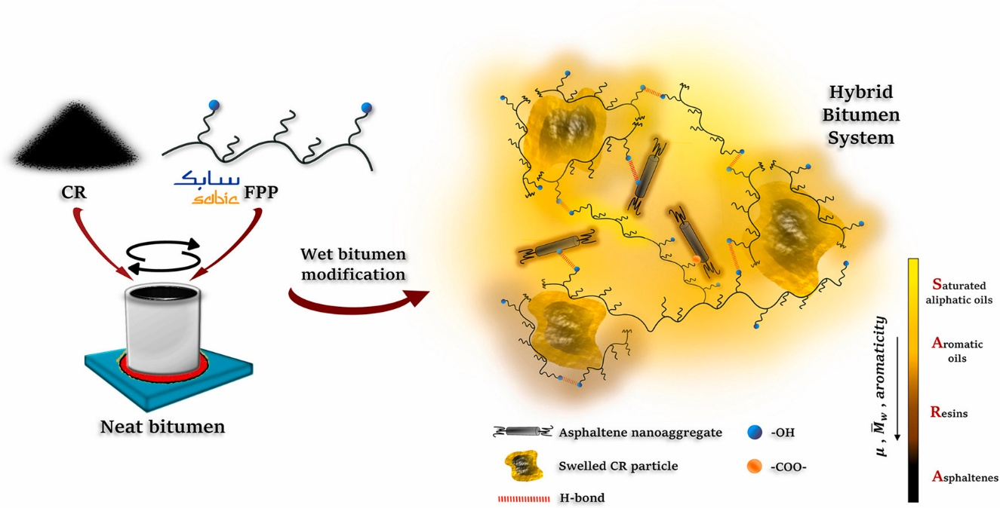 CR
سابك
sabic
FPP
Neat bitumen
Wet bitumen
modification
Hybrid
Bitumen
System
Asphaltene nanoaggregate
-OH
Swelled CR particle
-COO-
H-bond
μ , M̅w , aromaticity
Saturated
aliphatic oils
Aromatic
oils
Resins
Asphaltenes